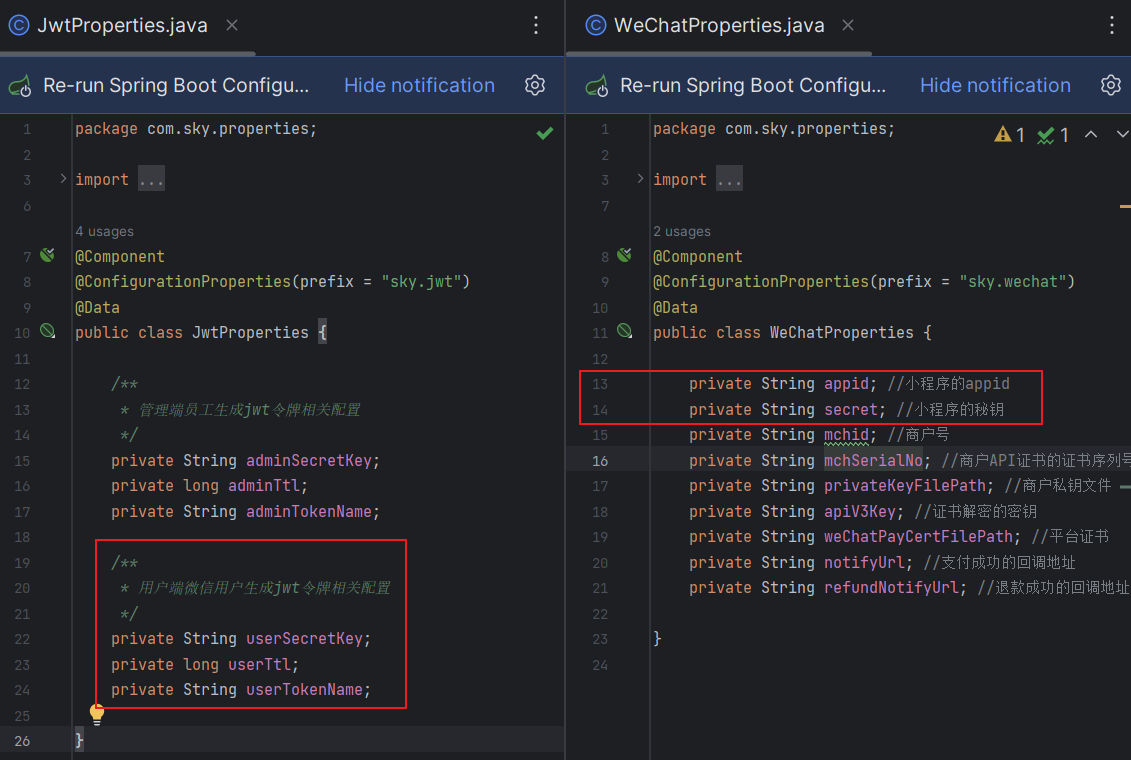 JwtProperties.java
Re-run Spring Boot Configu... Hide notification
1 package com.sky.properties;
2
3 import ...
6
4 usages
7 @Component
8 @ConfigurationProperties(prefix = "sky.jwt")
9 @Data
10 public class JwtProperties {
11
12 /**
13 * 管理端员工生成jwt令牌相关配置
14 */
15 private String adminSecretKey;
16 private long adminTtl;
17 private String adminTokenName;
18
19 /**
20 * 用户端微信用户生成jwt令牌相关配置
21 */
22 private String userSecretKey;
23 private long userTtl;
24 private String userTokenName;
25
26 }
WeChatProperties.java
Re-run Spring Boot Configu... Hide notification
1 package com.sky.properties;
1 1
2
3 import ...
7
2 usages
8 @Component
9 @ConfigurationProperties(prefix = "sky.wechat")
10 @Data
11 public class WeChatProperties {
12
13 private String appid; //小程序的appid
14 private String secret; //小程序的秘钥
15 private String mchid; //商户号
16 private String mchSerialNo; //商户API证书的证书序列号
17 private String privateKeyFilePath; //商户私钥文件
18 private String apiV3Key; //证书解密的密钥
19 private String weChatPayCertFilePath; //平台证书
20 private String notifyUrl; //支付成功的回调地址
21 private String refundNotifyUrl; //退款成功的回调地址
22
23 }
24